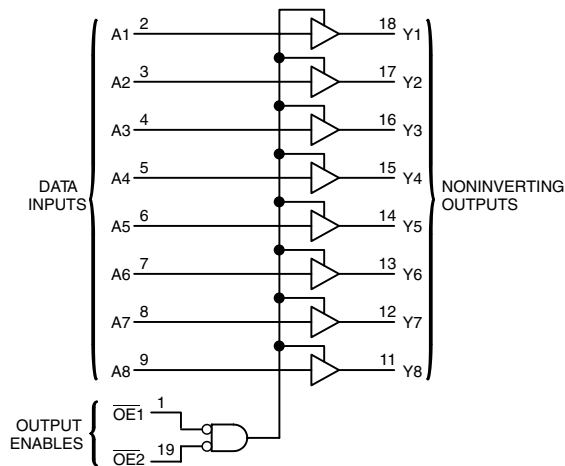 A1 2 18 Y1
A2 3 17 Y2
A3 4 16 Y3
A4 5 15 Y4
DATA INPUTS
NONINVERTING OUTPUTS
A5 6 14 Y5
A6 7 13 Y6
A7 8 12 Y7
A8 9 11 Y8
OUTPUT ENABLES
OE1 1
OE2 19